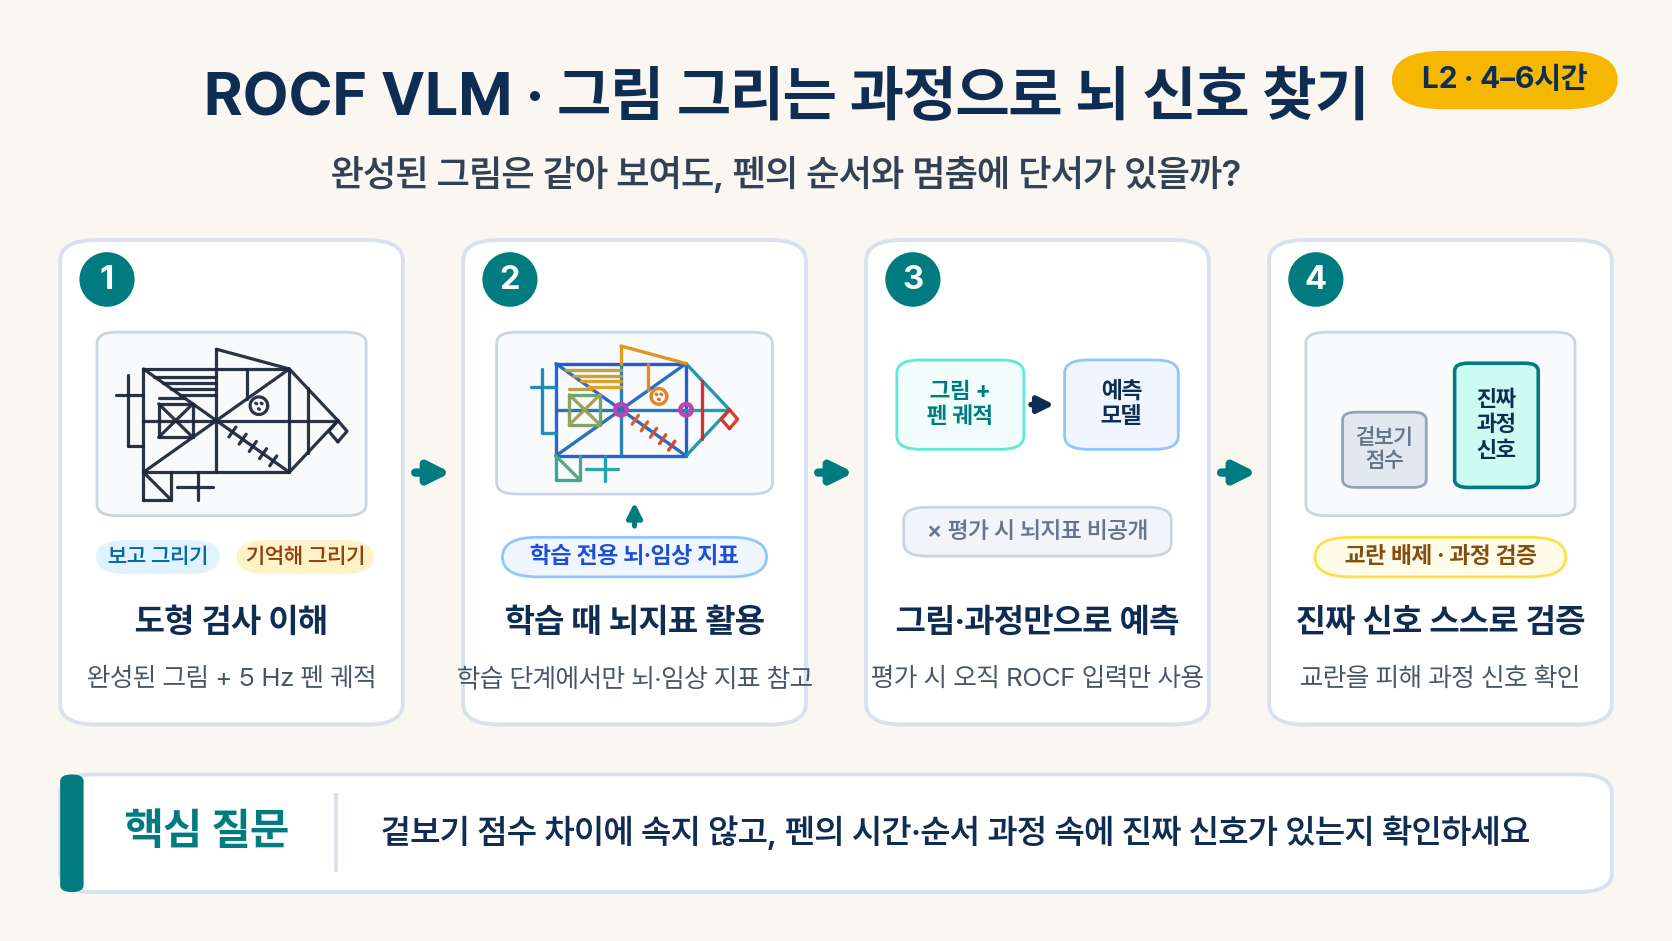 ROCF VLM · 그림 그리는 과정으로 뇌 신호 찾기
L2 · 4–6시간
완성된 그림은 같아 보여도, 펜의 순서와 멈춤에 단서가 있을까?
1
보고 그리기
기억해 그리기
도형 검사 이해
완성된 그림 + 5 Hz 펜 궤적
2
학습 전용 뇌·임상 지표
학습 때 뇌지표 활용
학습 단계에서만 뇌·임상 지표 참고
3
그림 +
펜 궤적
예측
모델
× 평가 시 뇌지표 비공개
그림·과정만으로 예측
평가 시 오직 ROCF 입력만 사용
4
겉보기
점수
진짜
과정
신호
교란 배제 · 과정 검증
진짜 신호 스스로 검증
교란을 피해 과정 신호 확인
핵심 질문
겉보기 점수 차이에 속지 않고, 펜의 시간·순서 과정 속에 진짜 신호가 있는지 확인하세요